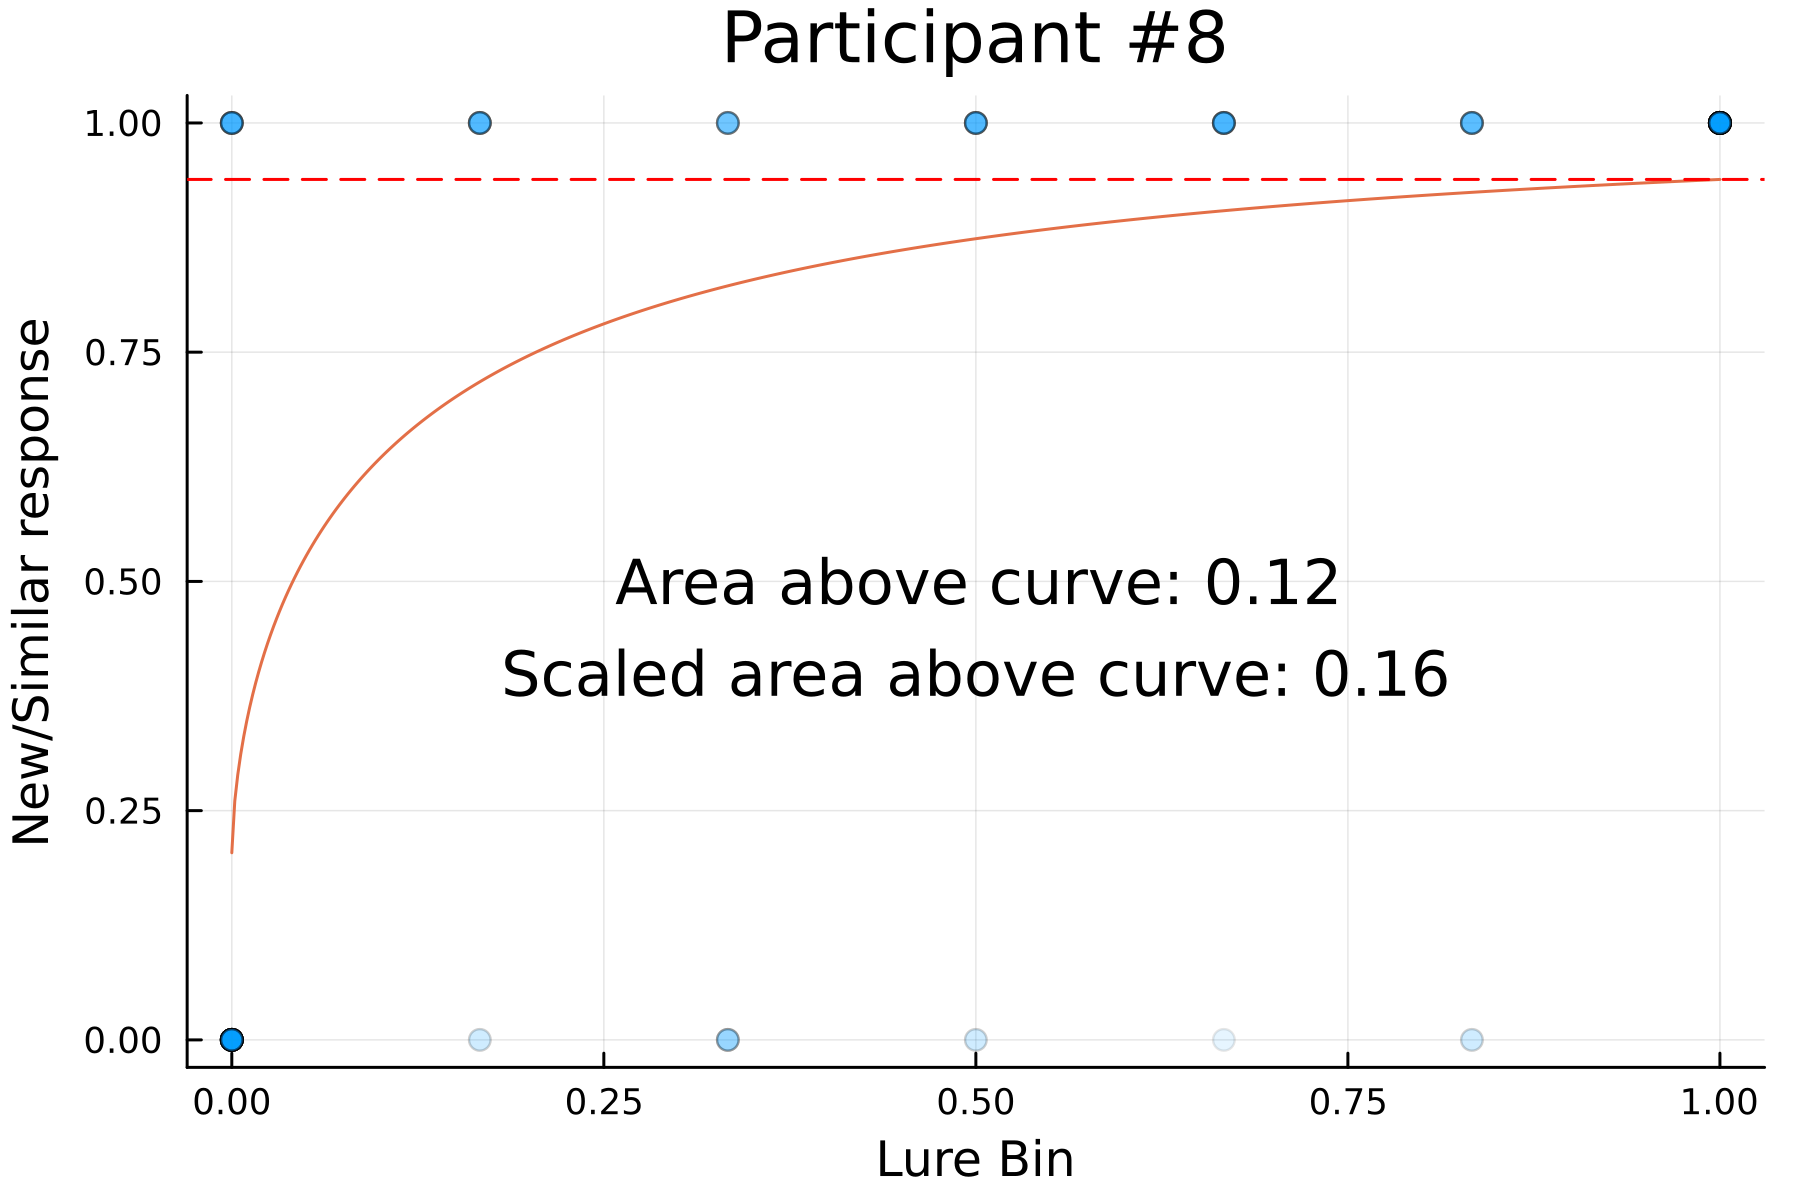 Participant #8
1.00
0.75
0.50
0.25
0.00
New/Similar response
Area above curve: 0.12
Scaled area above curve: 0.16
0.00 0.25 0.50 0.75 1.00
Lure Bin